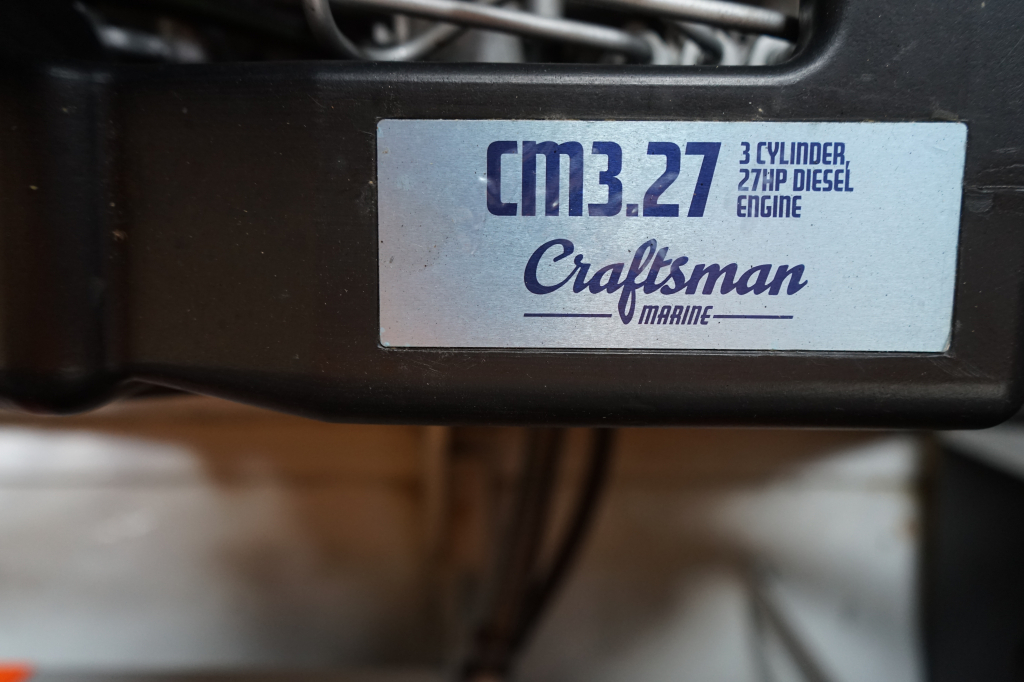 CM3.27
3 CYLINDER,
27HP DIESEL
ENGINE
Craftsman
MARINE